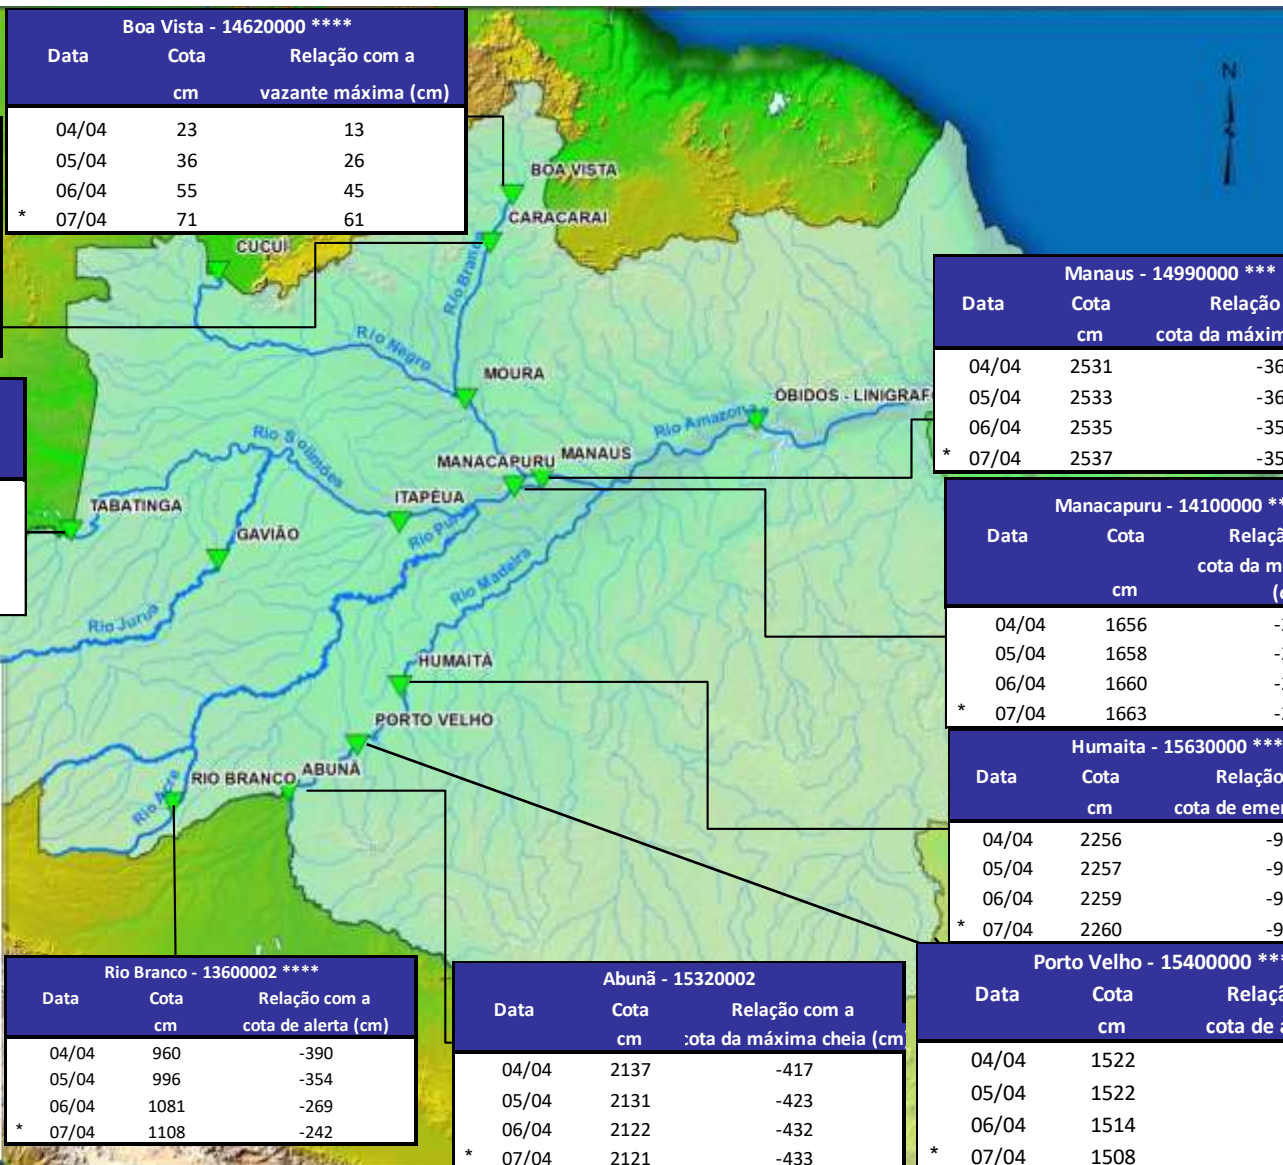 Boa Vista - 14620000 ****
Data Cota Relação com a
cm vazante máxima (cm)
04/04 23 13
05/04 36 26
06/04 55 45
* 07/04 71 61
N
BOA VISTA
CARACARAI
CUCUÍ
Rio Branco
Rio Negro
MOURA
ÓBIDOS - LINIGRAF
Rio Amazonas
Rio Solimões
MANACAPURU
MANAUS
TABATINGA
ITAPÉUA
GAVIÃO
Rio Purus
Rio Madeira
Rio Juruá
HUMAITÁ
PORTO VELHO
RIO BRANCO
ABUNÃ
Rio Acre
Manaus - 14990000 ***
Data Cota Relação
cm cota da máxim
04/04 2531 -36
05/04 2533 -36
06/04 2535 -35
* 07/04 2537 -35
Manacapuru - 14100000 **
Data Cota Relaçã
cota da m
cm (c
04/04 1656
05/04 1658
06/04 1660
* 07/04 1663
Humaita - 15630000 ****
Data Cota Relação
cm cota de emer
04/04 2256 -9
05/04 2257 -9
06/04 2259 -9
* 07/04 2260 -9
Rio Branco - 13600002 ****
Data Cota Relação com a
cm cota de alerta (cm)
04/04 960 -390
05/04 996 -354
06/04 1081 -269
* 07/04 1108 -242
Abunã - 15320002
Data Cota Relação com a
cm cota da máxima cheia (cm
04/04 2137 -417
05/04 2131 -423
06/04 2122 -432
* 07/04 2121 -433
Porto Velho - 15400000 ***
Data Cota Relaçã
cm cota de a
04/04 1522
05/04 1522
06/04 1514
* 07/04 1508